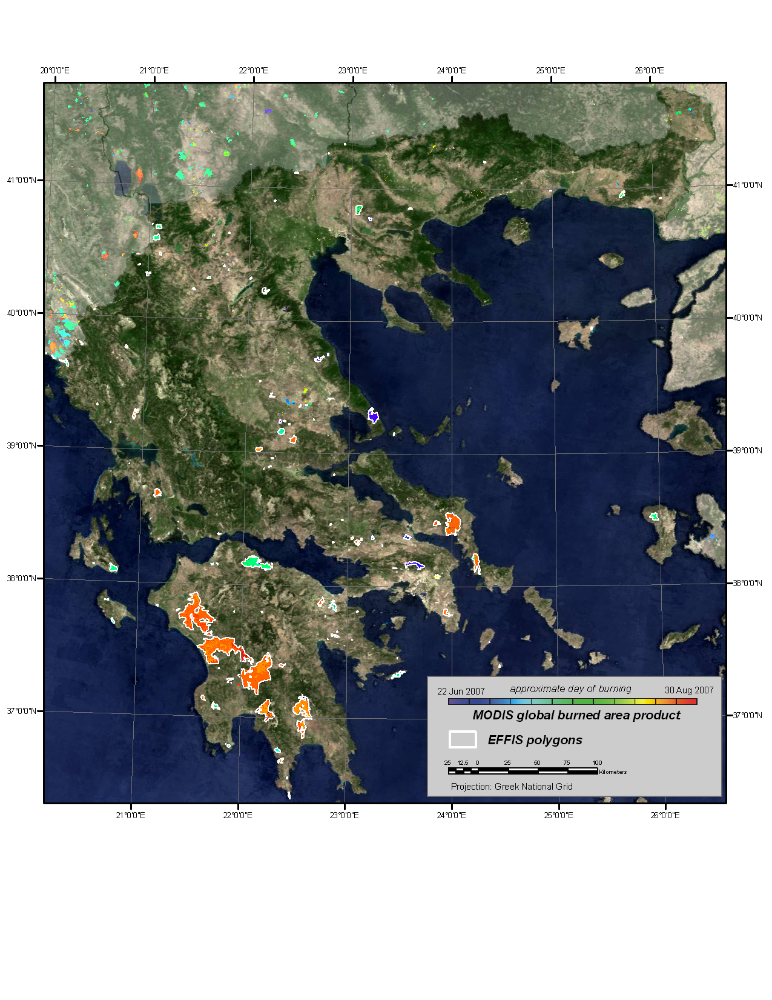 20°0'0"E 21°0'0"E 22°0'0"E 23°0'0"E 24°0'0"E 25°0'0"E 26°0'0"E
41°0'0"N 41°0'0"N
40°0'0"N 40°0'0"N
39°0'0"N 39°0'0"N
38°0'0"N 38°0'0"N
37°0'0"N 37°0'0"N
22 Jun 2007 approximate day of burning 30 Aug 2007
MODIS global burned area product
EFFIS polygons
25 12.5 0 25 50 75 100
Kilometers
Projection: Greek National Grid
21°0'0"E 22°0'0"E 23°0'0"E 24°0'0"E 25°0'0"E 26°0'0"E